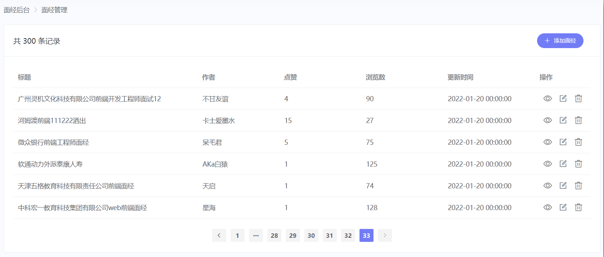 面经后台 > 面经管理
共 300 条记录
+ 添加面经
标题 作者 点赞 浏览数 更新时间 操作
广州灵机文化科技有限公司前端开发工程师面试12 不甘友谊 4 90 2022-01-20 00:00:00
河姆渡前端111222洒出 卡士爱墨水 15 27 2022-01-20 00:00:00
微众银行前端工程师面经 呆毛君 5 75 2022-01-20 00:00:00
软通动力外派泰康人寿 AKa白猿 1 125 2022-01-20 00:00:00
天津五格教育科技有限责任公司前端面经 天启 1 74 2022-01-20 00:00:00
中科宏一教育科技集团有限公司web前端面经 楚海 1 128 2022-01-20 00:00:00
1 28 29 30 31 32 33